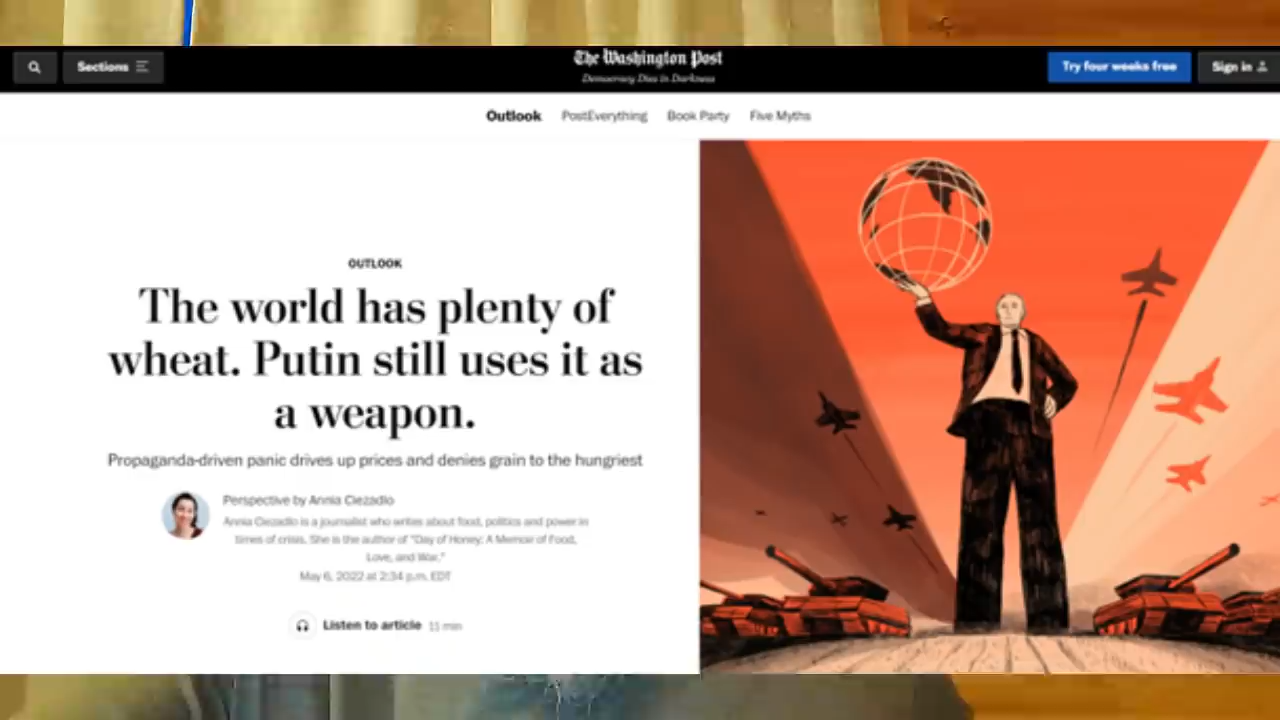 Sections
The Washington Post
Democracy Dies in Darkness
Try four weeks free
Sign in
Outlook
PostEverything
Book Party
Five Myths
OUTLOOK
The world has plenty of
wheat. Putin still uses it as
a weapon.
Propaganda-driven panic drives up prices and denies grain to the hungriest
Perspective by Annia Ciezadlo
Annia Ciezadlo is a journalist who writes about food, politics and power in
times of crisis. She is the author of "Day of Honey: A Memoir of Food,
Love, and War."
May 6, 2022 at 2:34 p.m. EDT
Listen to article 11 min